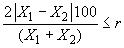 2|X₁ − X₂|100 / (X₁ + X₂) ≤ r